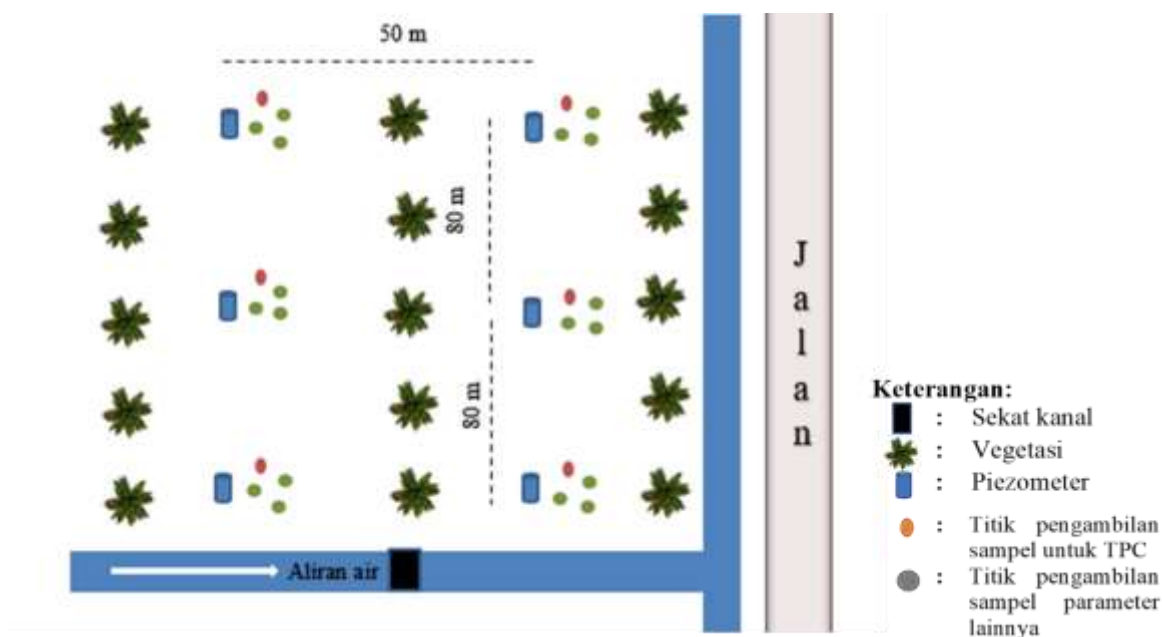 50 m
80 m
80 m
J
a
l
a
n
Aliran air
Keterangan:
: Sekat kanal
: Vegetasi
: Piezometer
: Titik pengambilan
sampel untuk TPC
: Titik pengambilan
sampel parameter
lainnya